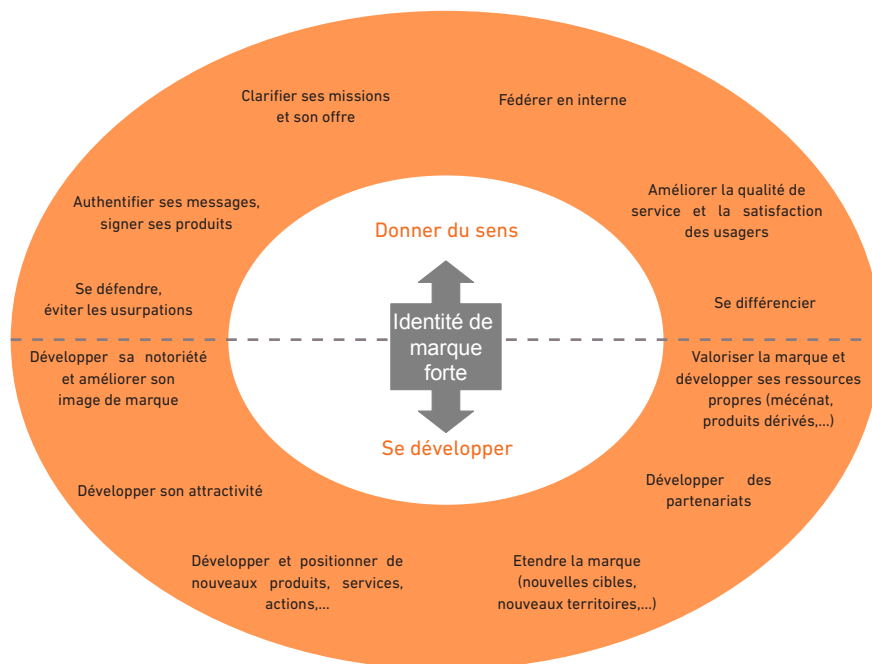 Clarifier ses missions
et son offre
Fédérer en interne
Authentifier ses messages,
signer ses produits
Améliorer la qualité de
service et la satisfaction
des usagers
Donner du sens
Se défendre,
éviter les usurpations
Se différencier
Identité de
marque
forte
Développer sa notoriété
et améliorer son
image de marque
Valoriser la marque et
développer ses ressources
propres (mécénat,
produits dérivés,...)
Se développer
Développer son attractivité
Développer des
partenariats
Développer et positionner de
nouveaux produits, services,
actions,...
Etendre la marque
(nouvelles cibles,
nouveaux territoires,...)